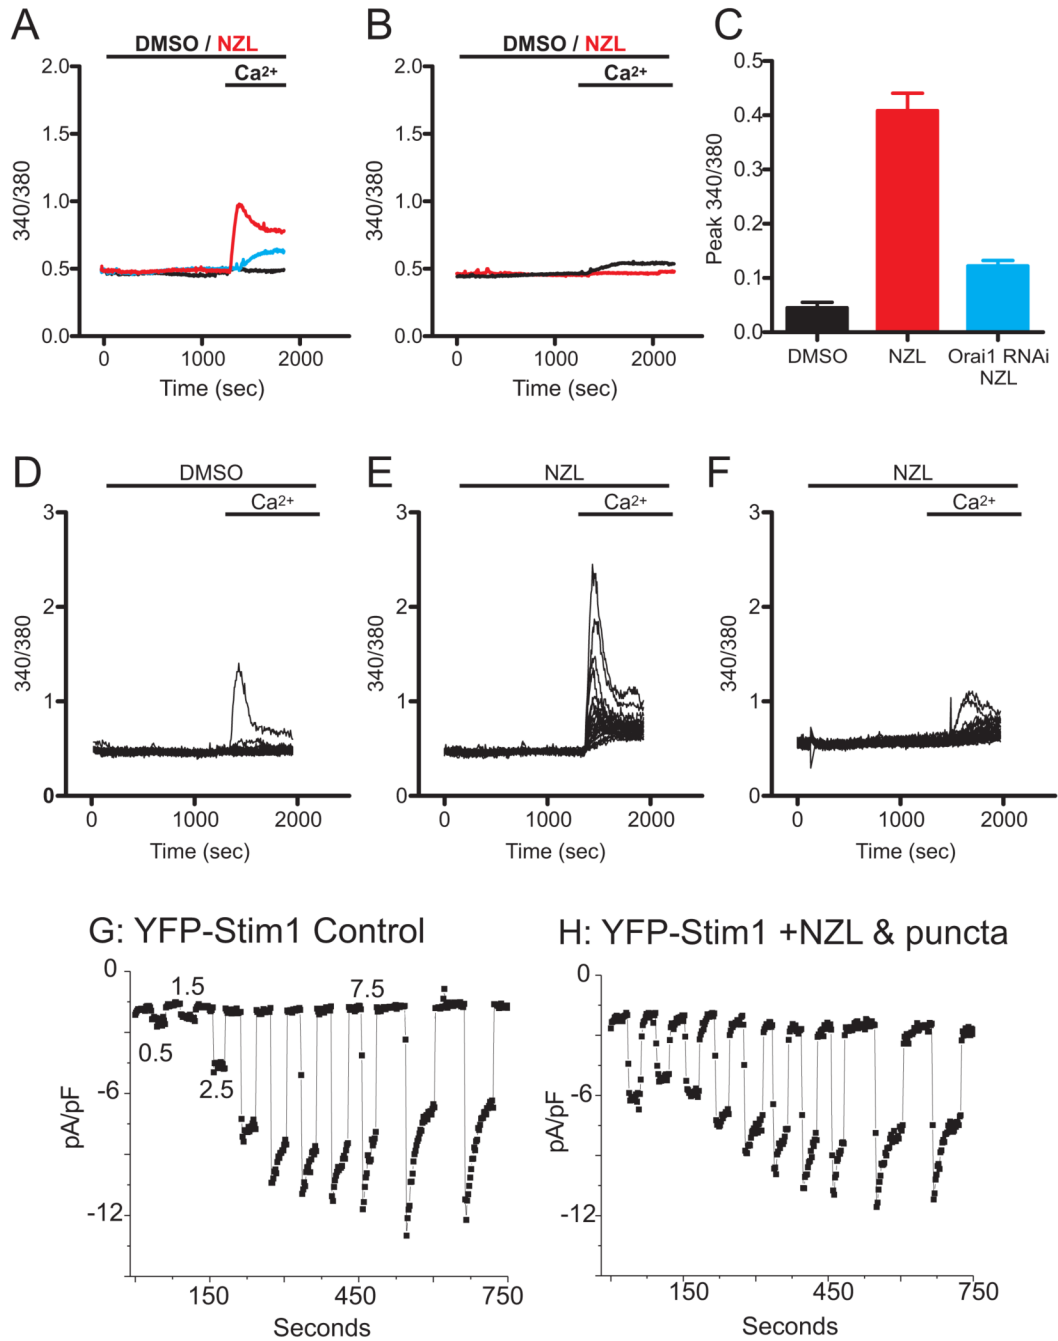 A
B
C
DMSO / NZL
Ca2+
2.0
1.5
1.0
0.5
0.0
340/380
0
1000
2000
Time (sec)
DMSO / NZL
Ca2+
2.0
1.5
1.0
0.5
0.0
340/380
0
1000
2000
Time (sec)
0.5
0.4
0.3
0.2
0.1
0.0
Peak 340/380
DMSO
NZL
Orai1 RNAi
NZL
D
E
F
DMSO
Ca2+
3
2
1
0
340/380
0
1000
2000
Time (sec)
NZL
Ca2+
3
2
1
0
340/380
0
1000
2000
Time (sec)
NZL
Ca2+
3
2
1
0
340/380
0
1000
2000
Time (sec)
G: YFP-Stim1 Control
0
-6
-12
pA/pF
0.5
1.5
2.5
7.5
150
450
750
Seconds
H: YFP-Stim1 +NZL & puncta
0
-6
-12
pA/pF
150
450
750
Seconds